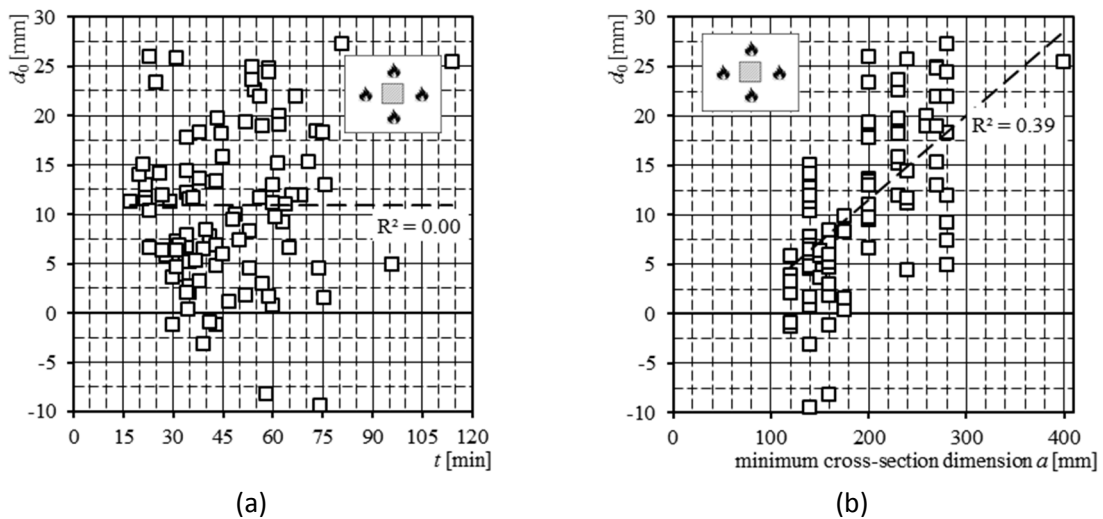 d₀ [mm]
30
25
20
15
10
5
0
-5
-10
R² = 0.00
0 15 30 45 60 75 90 105 120
t [min]
(a)
d₀ [mm]
30
25
20
15
10
5
0
-5
-10
R² = 0.39
0 100 200 300 400
minimum cross-section dimension a [mm]
(b)